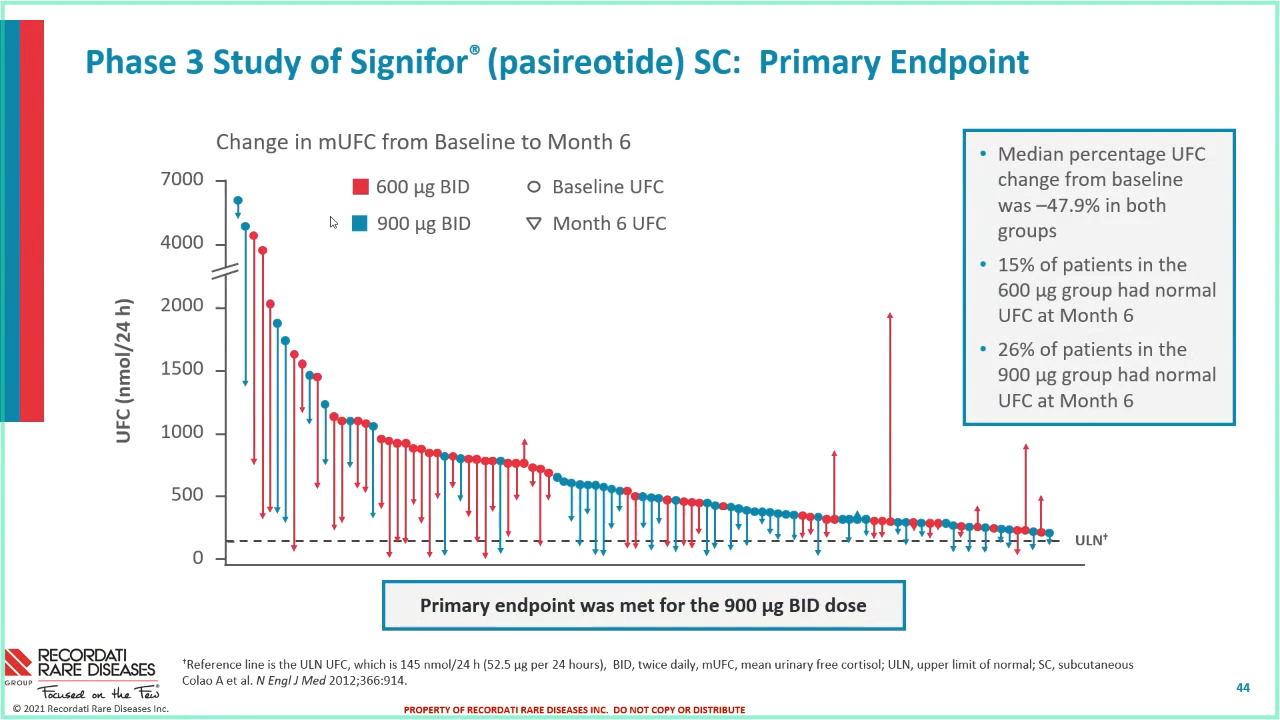 Phase 3 Study of Signifor® (pasireotide) SC: Primary Endpoint
Change in mUFC from Baseline to Month 6
600 µg BID
Baseline UFC
900 µg BID
Month 6 UFC
UFC (nmol/24 h)
7000
4000
2000
1500
1000
500
0
ULN†
• Median percentage UFC
change from baseline
was –47.9% in both
groups
• 15% of patients in the
600 µg group had normal
UFC at Month 6
• 26% of patients in the
900 µg group had normal
UFC at Month 6
Primary endpoint was met for the 900 µg BID dose
RECORDATI
RARE DISEASES
GROUP
Focused on the Few®
†Reference line is the ULN UFC, which is 145 nmol/24 h (52.5 µg per 24 hours), BID, twice daily, mUFC, mean urinary free cortisol; ULN, upper limit of normal; SC, subcutaneous
Colao A et al. N Engl J Med 2012;366:914.
44
© 2021 Recordati Rare Diseases Inc.
PROPERTY OF RECORDATI RARE DISEASES INC. DO NOT COPY OR DISTRIBUTE